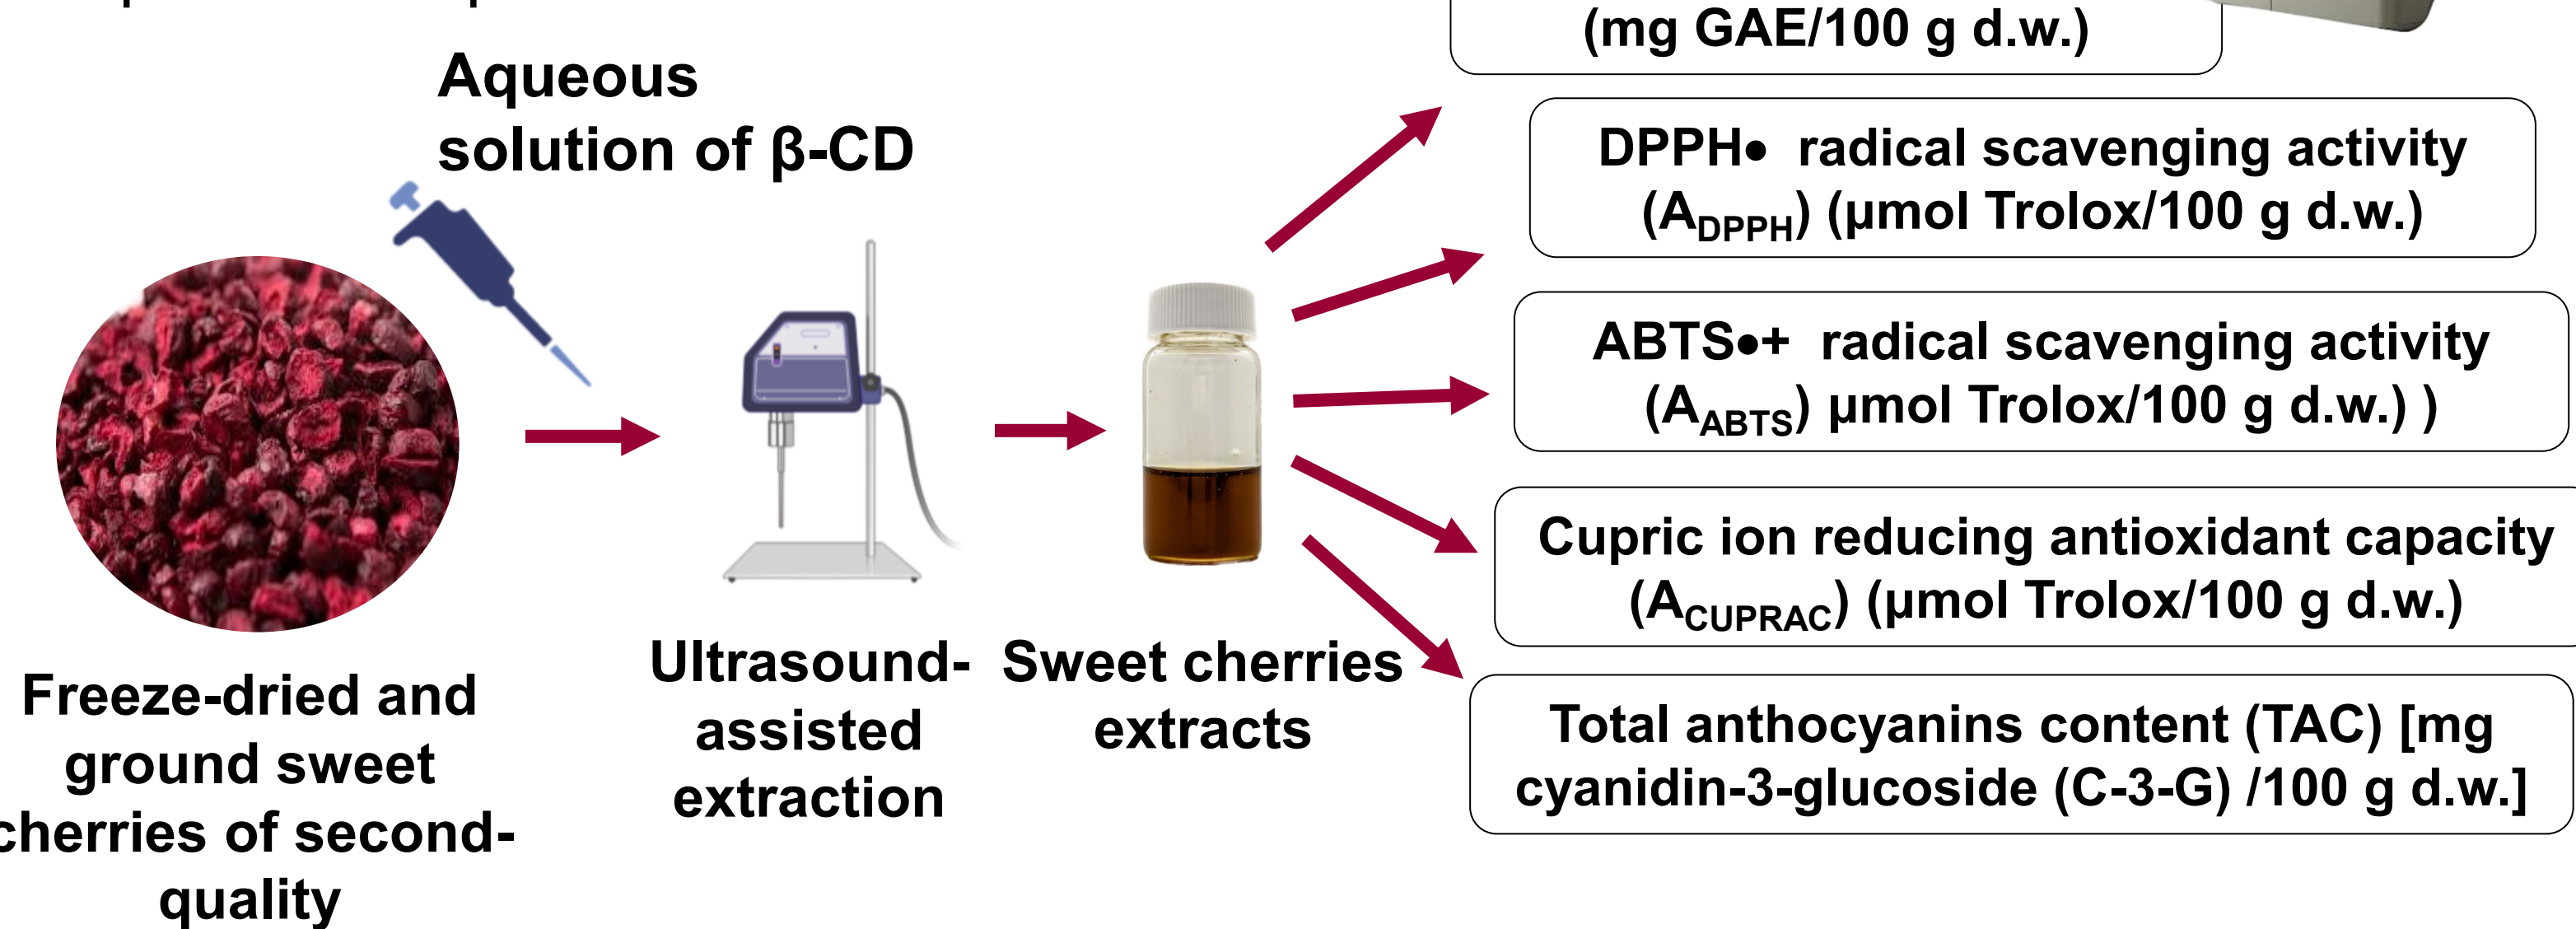 (mg GAE/100 g d.w.)
Aqueous
solution of β-CD
DPPH•  radical scavenging activity
(ADPPH) (µmol Trolox/100 g d.w.)
ABTS•+  radical scavenging activity
(AABTS) µmol Trolox/100 g d.w.) )
Cupric ion reducing antioxidant capacity
(ACUPRAC) (µmol Trolox/100 g d.w.)
Total anthocyanins content (TAC) [mg
cyanidin-3-glucoside (C-3-G) /100 g d.w.]
Freeze-dried and
ground sweet
cherries of second-
quality
Ultrasound-
assisted
extraction
Sweet cherries
extracts